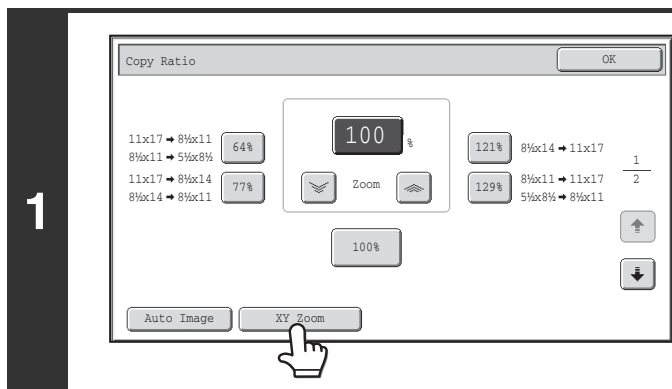 1
Copy Ratio
OK
11x17 → 8½x11
8½x11 → 5½x8½
64%
11x17 → 8½x14
8½x14 → 8½x11
77%
100 %
Zoom
100%
121%
8½x14 → 11x17
129%
8½x11 → 11x17
5½x8½ → 8½x11
1
2
Auto Image
XY Zoom